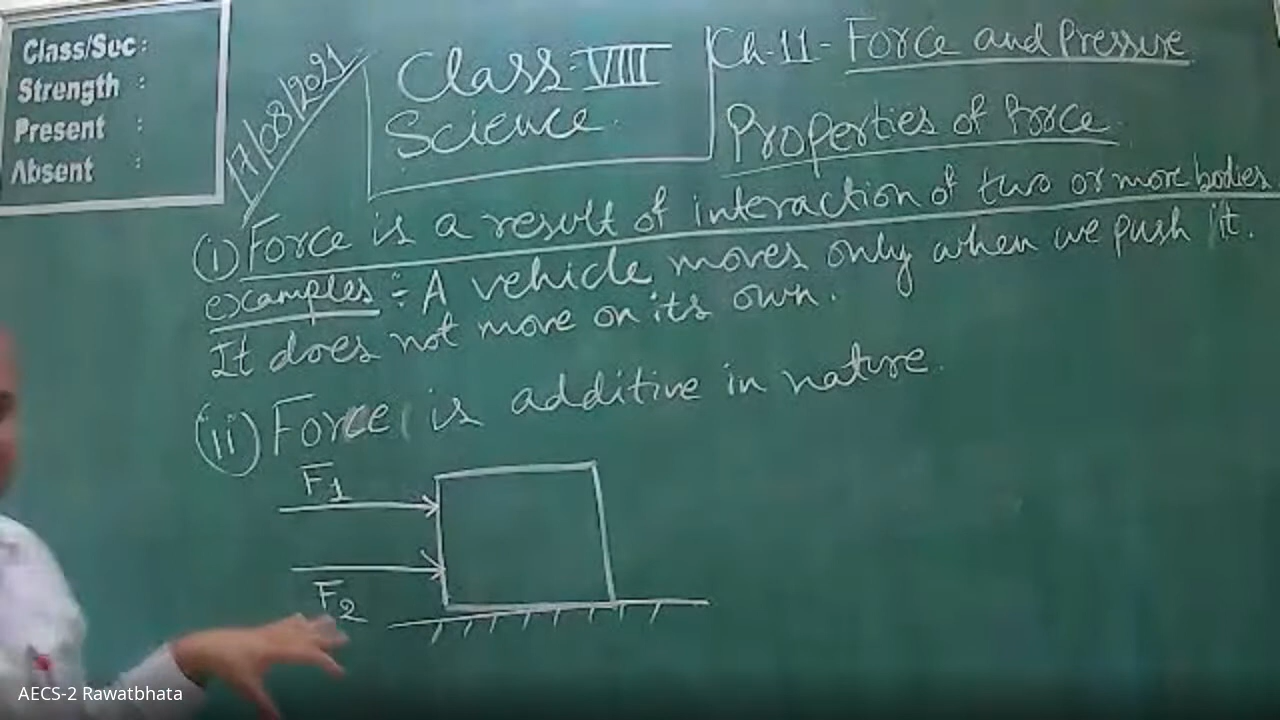 Class/Sec :
Strength :
Present :
Absent :
17/08/2021
Class-VIII
Science
Ch-11- Force and Pressure
Properties of Force
(i) Force is a result of interaction of two or more bodies
examples :- A vehicle moves only when we push it.
It does not move on its own.
(ii) Force is additive in nature.
F1
F2
AECS-2 Rawatbhata